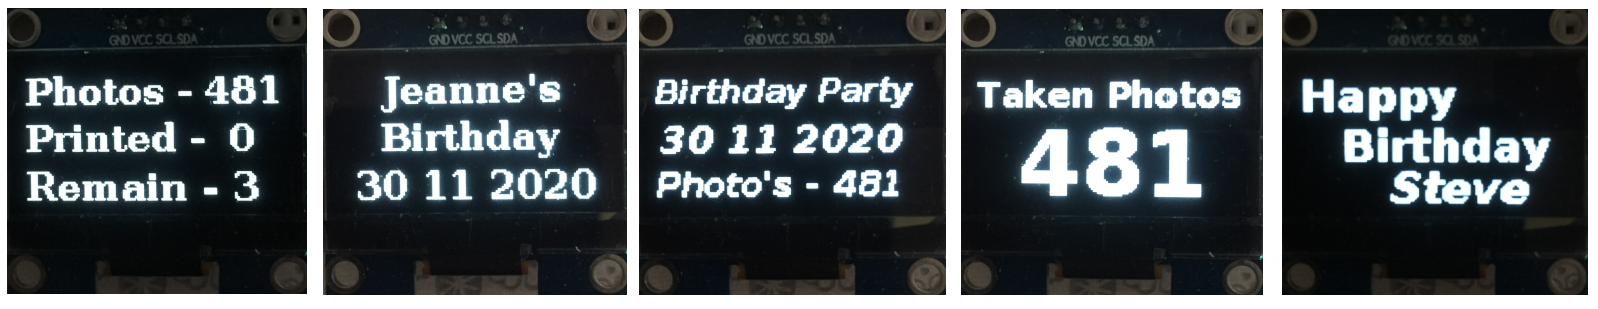 GND VCC SCL SDA
Photos - 481
Printed - 0
Remain - 3
GND VCC SCL SDA
Jeanne's
Birthday
30 11 2020
GND VCC SCL SDA
Birthday Party
30 11 2020
Photo's - 481
GND VCC SCL SDA
Taken Photos
481
GND VCC SCL SDA
Happy
Birthday
Steve